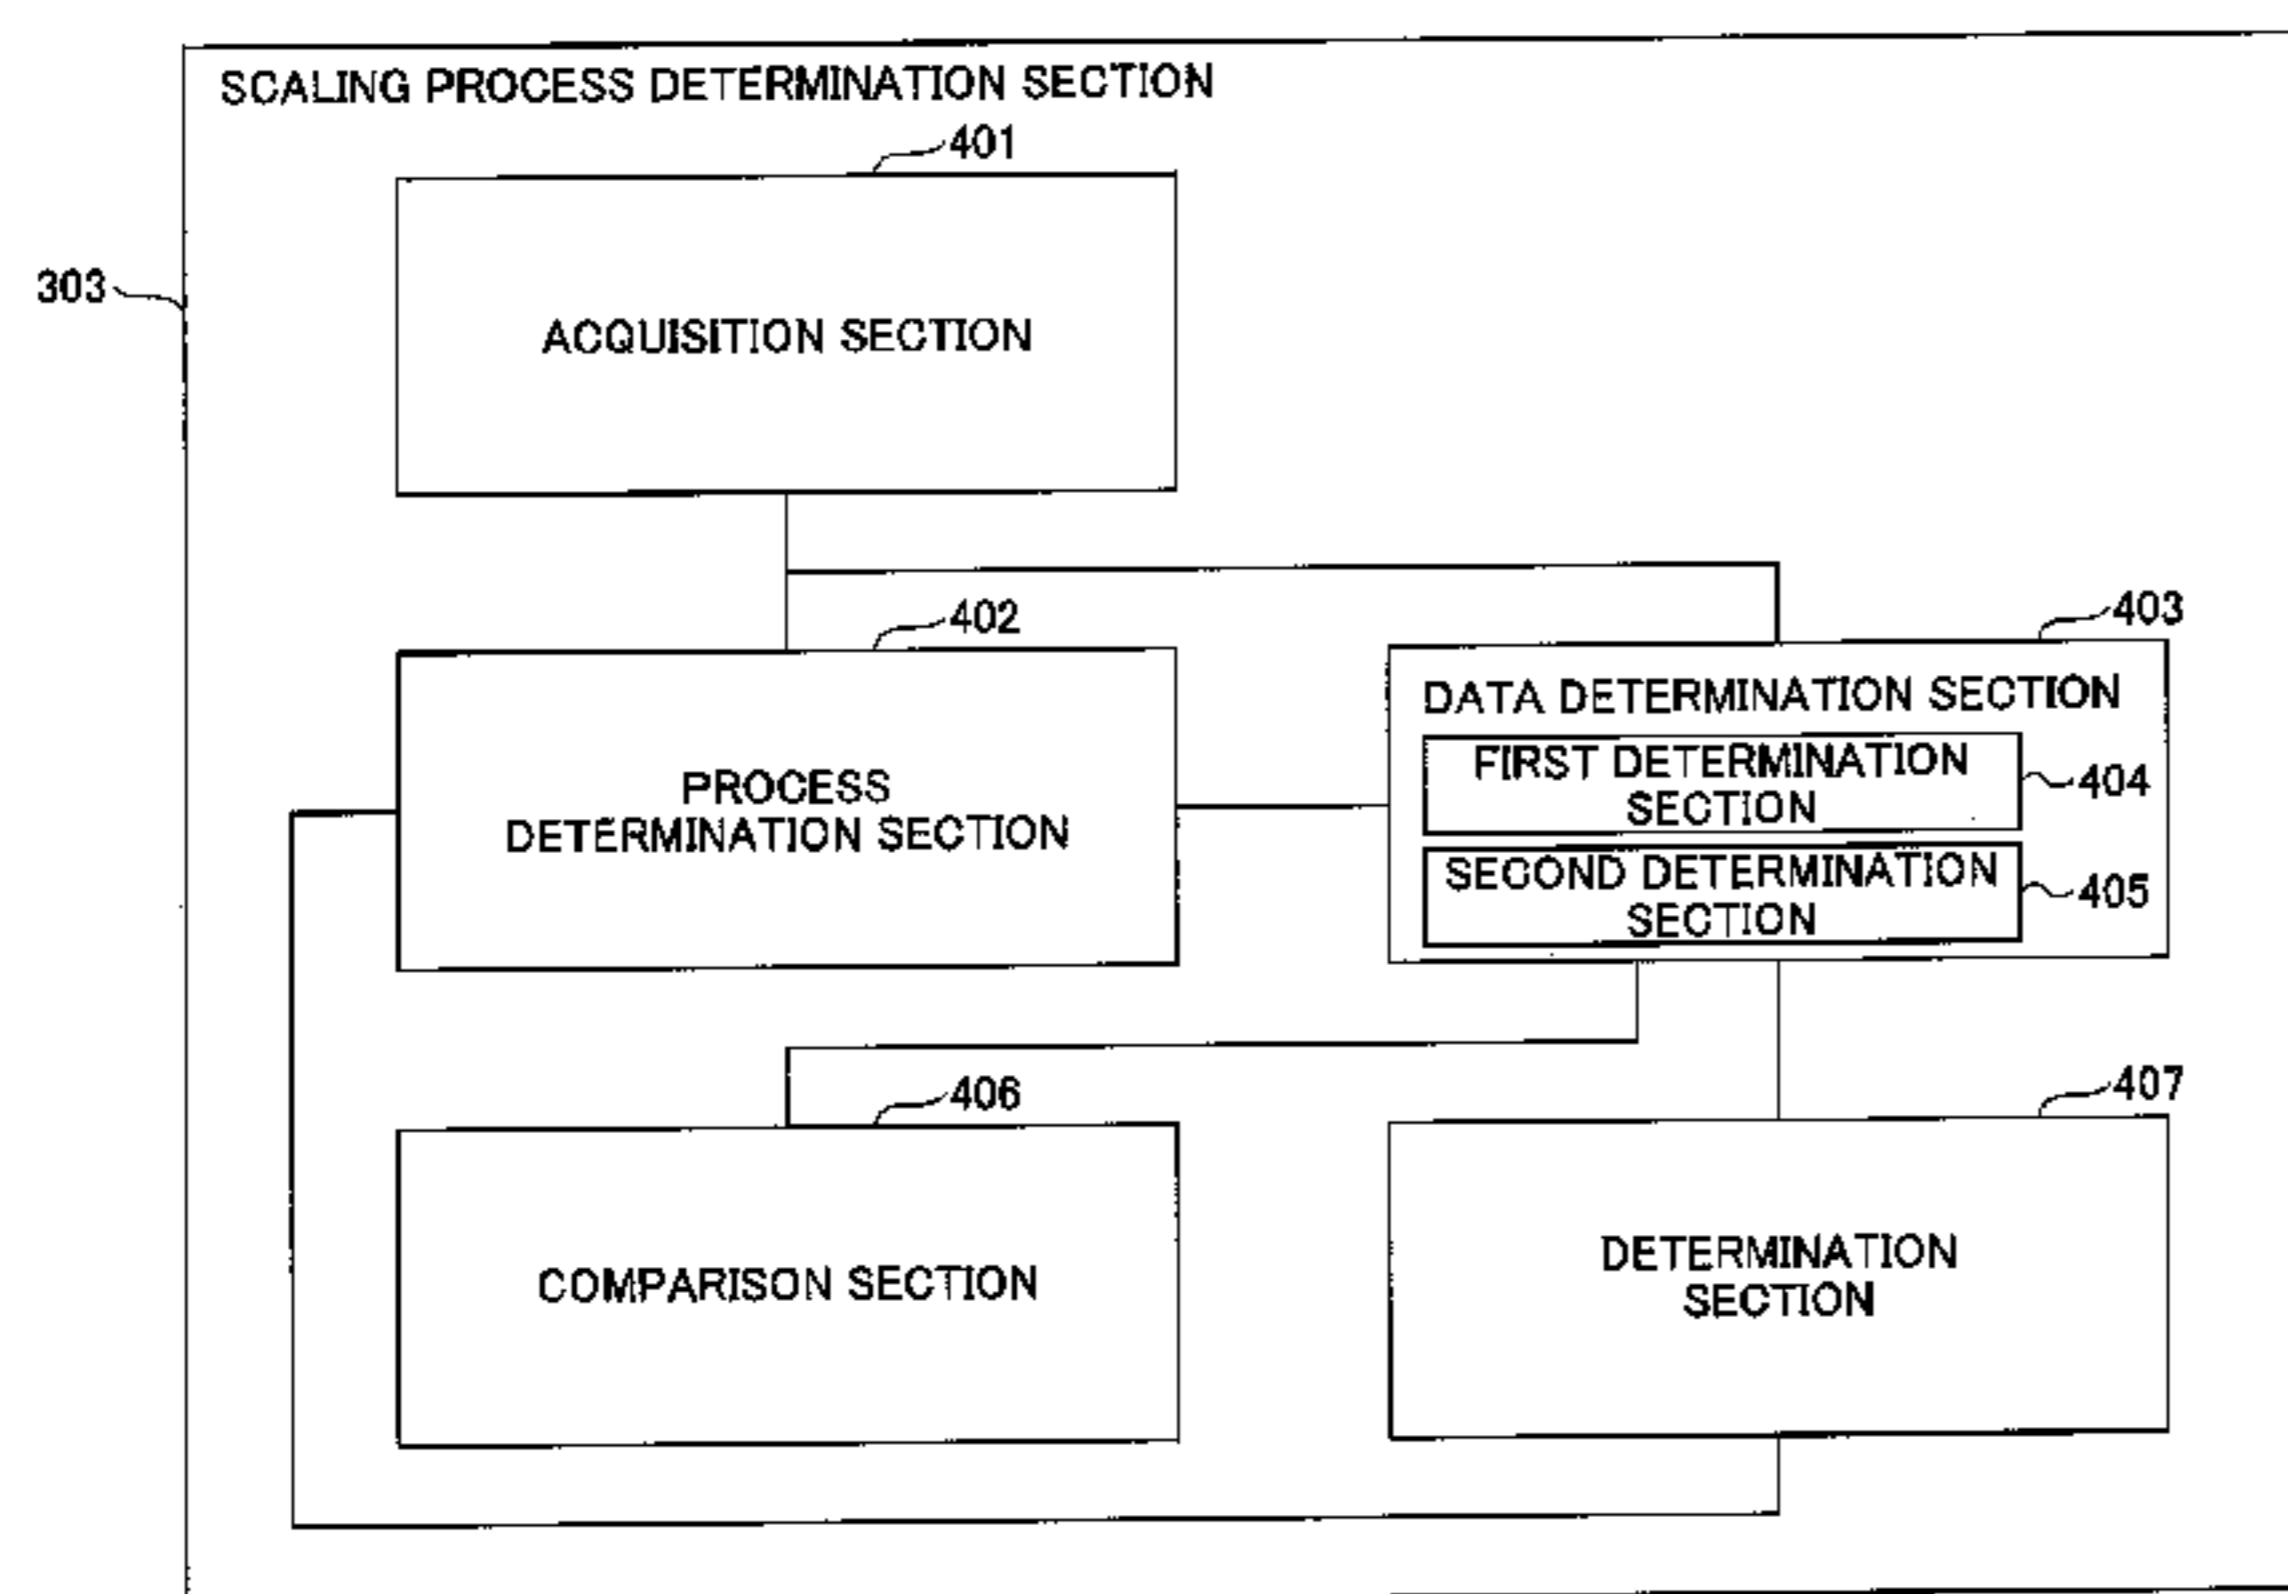 SCALING PROCESS DETERMINATION SECTION
401
303
ACQUISITION SECTION
402
403
PROCESS
DETERMINATION SECTION
DATA DETERMINATION SECTION
FIRST DETERMINATION
SECTION
404
SECOND DETERMINATION
SECTION
405
406
407
COMPARISON SECTION
DETERMINATION
SECTION